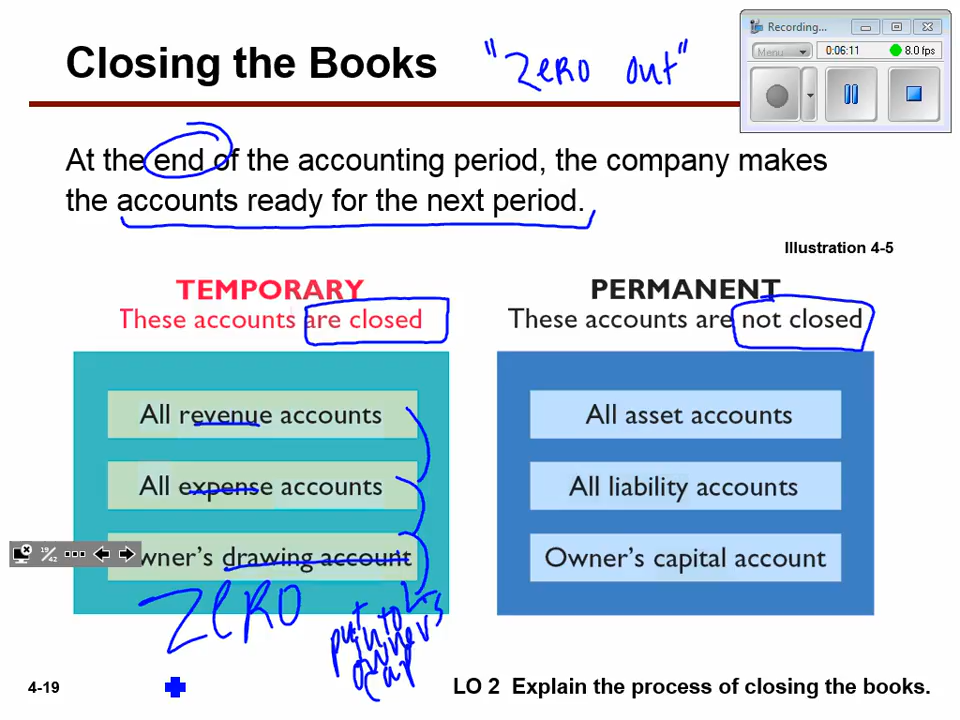 Closing the Books
"ZERO out"
Recording...
Menu
0:06:11
8.0 fps
At the end of the accounting period, the company makes
the accounts ready for the next period.
Illustration 4-5
TEMPORARY
These accounts are closed
All revenue accounts
All expense accounts
wner's drawing account
PERMANENT
These accounts are not closed
All asset accounts
All liability accounts
Owner's capital account
19/42
ZERO
put
into
owner's
cap
4-19
LO 2 Explain the process of closing the books.